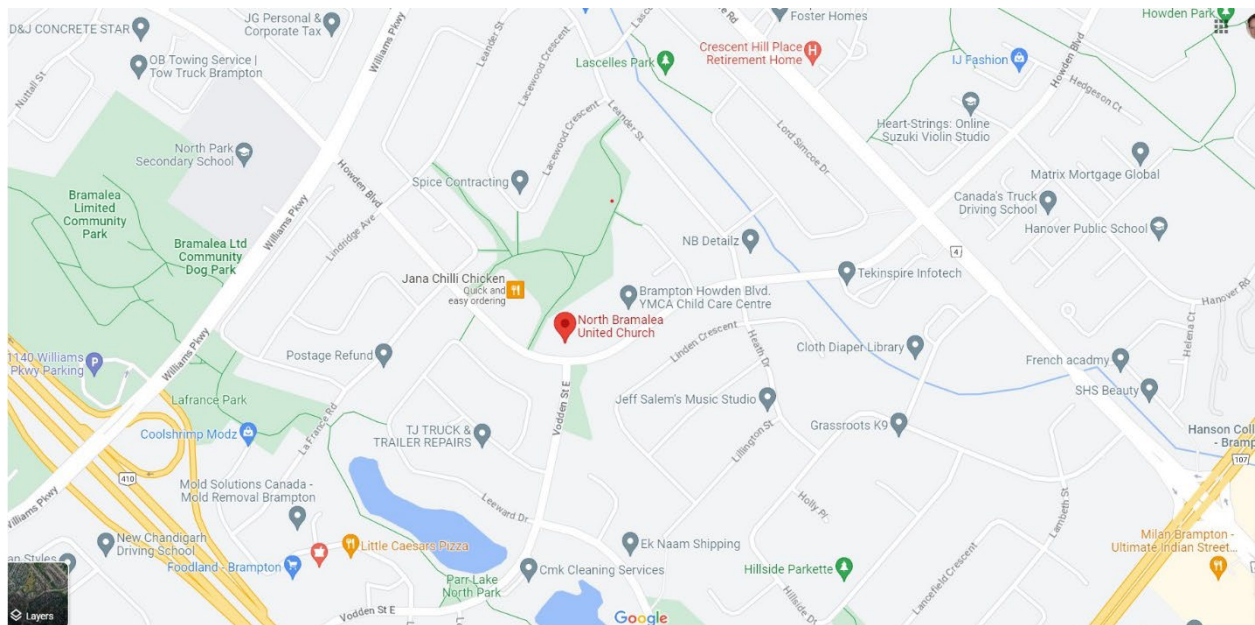 D&J CONCRETE STAR
JG Personal &
Corporate Tax
Williams Pkwy
Leander St
Lacewood Crescent
Lascelles Park
Foster Homes
Howden Park
Crescent Hill Place
Retirement Home
IJ Fashion
Howden Blvd
Hedgeson Ct
OB Towing Service |
Tow Truck Brampton
Nuttall St
Williams Pkwy
Lacewood Crescent
Leander St
Lord Simcoe Dr
Heart-Strings: Online
Suzuki Violin Studio
North Park
Secondary School
Howden Blvd
Spice Contracting
Matrix Mortgage Global
Bramalea
Limited
Community
Park
Williams Pkwy
Lindridge Ave
Canada's Truck
Driving School
Hanover Public School
Bramalea Ltd
Community
Dog Park
NB Detailz
4
Jana Chilli Chicken
Quick and
easy ordering
Brampton Howden Blvd.
YMCA Child Care Centre
Tekinspire Infotech
Hanover Rd
North Bramalea
United Church
Linden Crescent
Heath Dr
Helena Ct
1140 Williams
Pkwy Parking
P
Williams Pkwy
Postage Refund
Cloth Diaper Library
French acadmy
Lafrance Park
Vodden St E
Jeff Salem's Music Studio
SHS Beauty
Coolshrimp Modz
La France Rd
TJ TRUCK &
TRAILER REPAIRS
Lillington St
Grassroots K9
Hanson Coll
- Bramp
107
410
Mold Solutions Canada -
Mold Removal Brampton
Williams Pkwy
Leeward Dr
Holly Pl
Lambeth St
New Chandigarh
Driving School
Little Caesars Pizza
Ek Naam Shipping
Milan Brampton -
Ultimate Indian Street...
an Styles
Foodland - Brampton
Cmk Cleaning Services
Hillside Parkette
Lancefield Crescent
Parr Lake
North Park
Vodden St E
Hillside Dr
Layers
Google